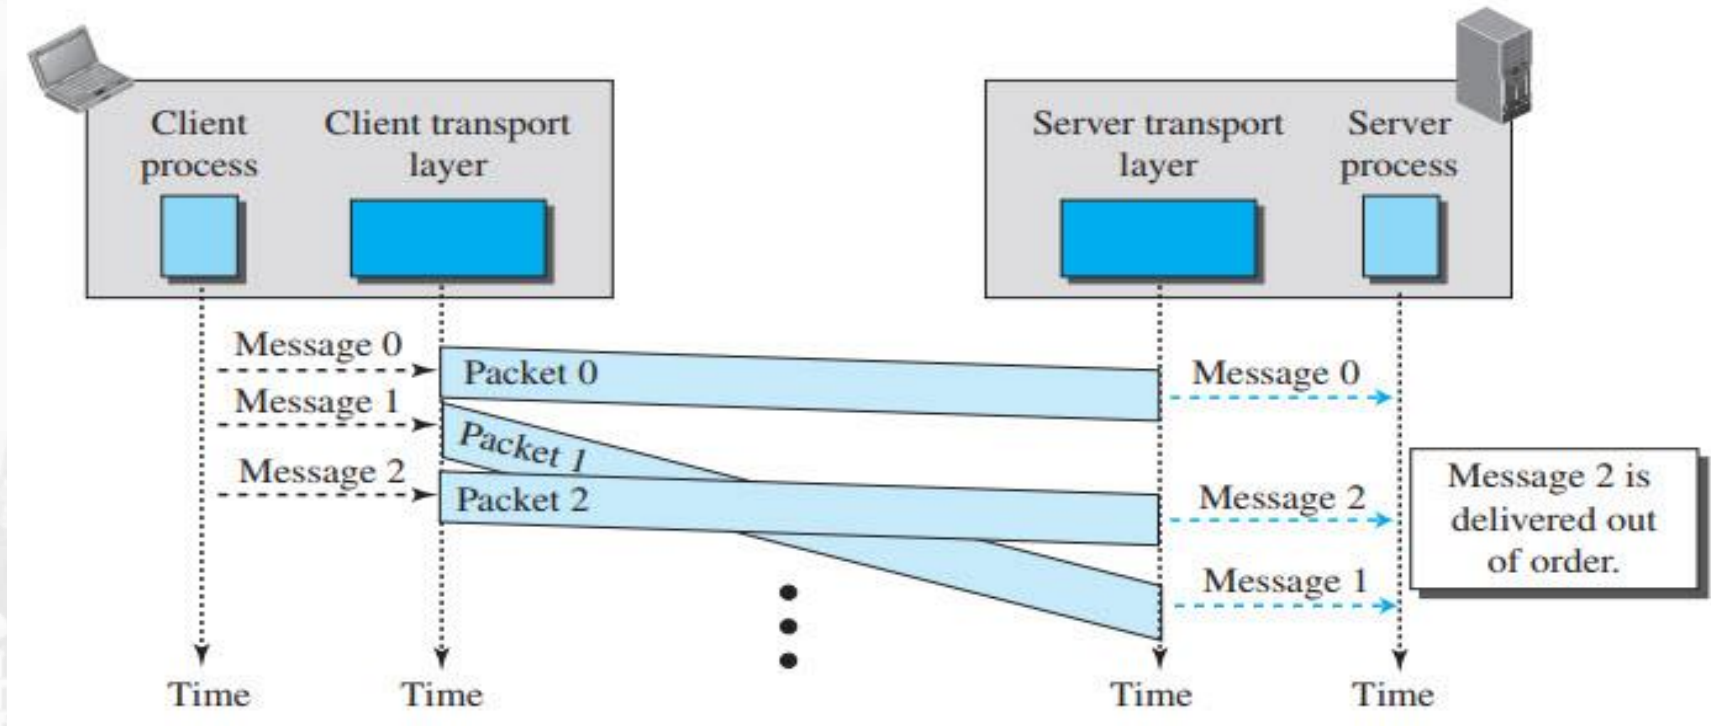 Client
process
Client transport
layer
Server transport
layer
Server
process
Message 0
Packet 0
Message 0
Message 1
Packet 1
Message 2
Packet 2
Message 2
Message 1
Message 2 is
delivered out
of order.
Time
Time
Time
Time